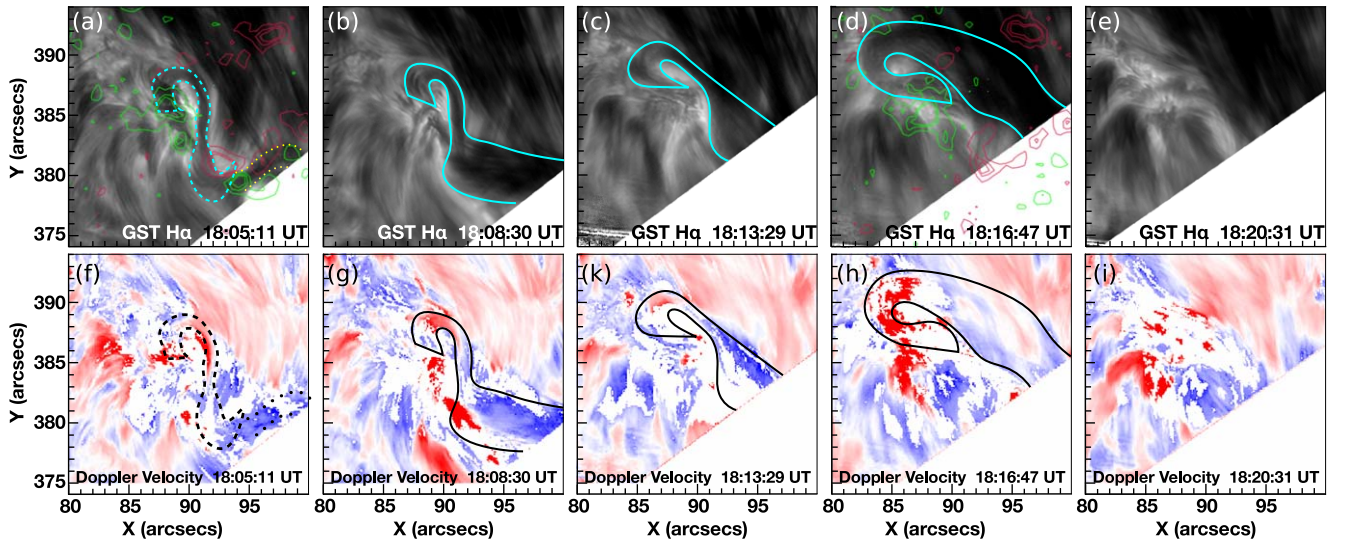 (a) (b) (c) (d) (e)
390
385
380
375
Y (arcsecs)
GST Hα 18:05:11 UT
GST Hα 18:08:30 UT
GST Hα 18:13:29 UT
GST Hα 18:16:47 UT
GST Hα 18:20:31 UT
(f) (g) (k) (h) (i)
390
385
380
375
Y (arcsecs)
Doppler Velocity 18:05:11 UT
Doppler Velocity 18:08:30 UT
Doppler Velocity 18:13:29 UT
Doppler Velocity 18:16:47 UT
Doppler Velocity 18:20:31 UT
80 85 90 95 80 85 90 95 80 85 90 95 80 85 90 95 80 85 90 95
X (arcsecs) X (arcsecs) X (arcsecs) X (arcsecs) X (arcsecs)